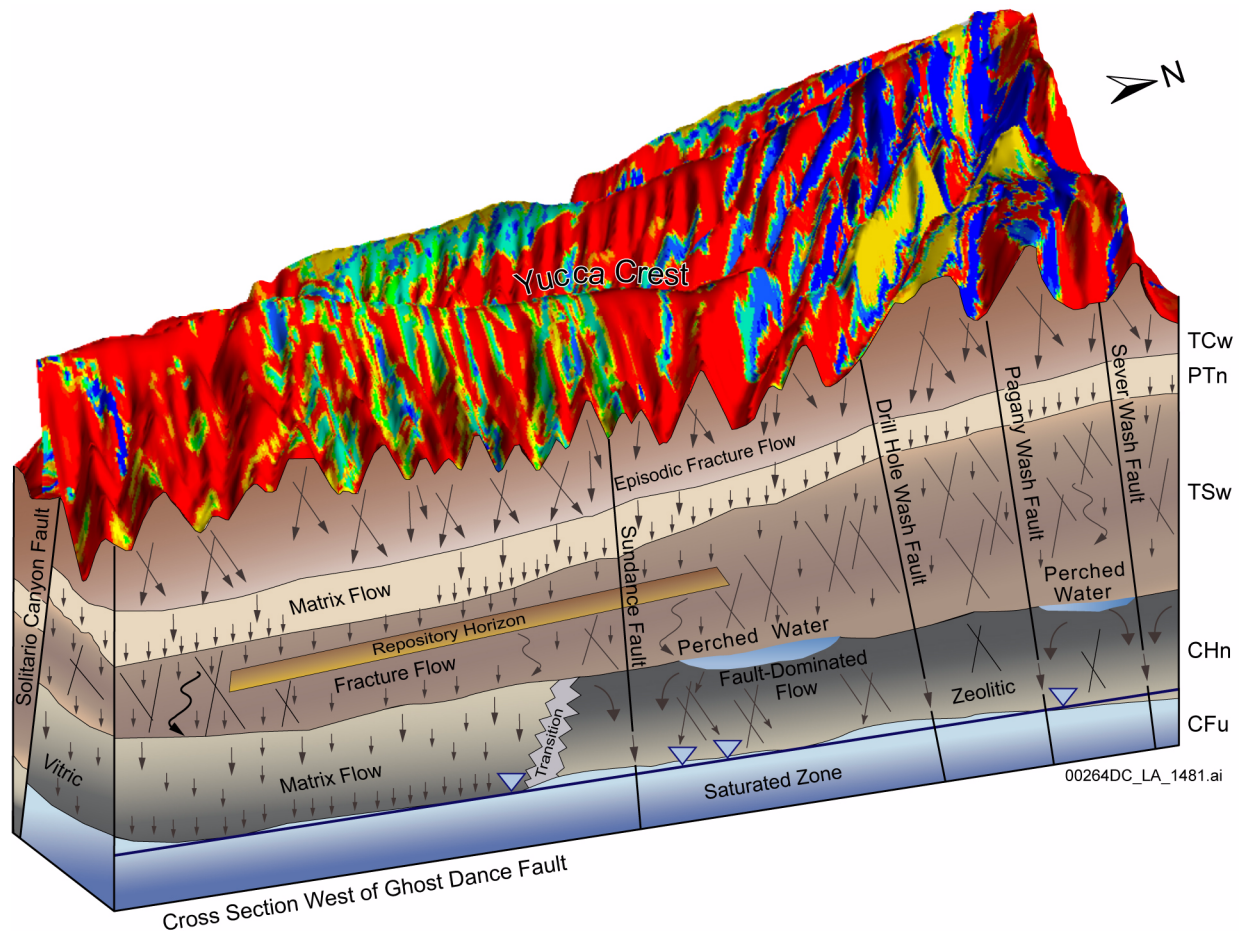 N
Yucca Crest
TCw
PTn
TSw
CHn
CFu
Sever Wash Fault
Pagany Wash Fault
Drill Hole Wash Fault
Episodic Fracture Flow
Sundance Fault
Solitario Canyon Fault
Matrix Flow
Repository Horizon
Fracture Flow
Perched Water
Perched
Water
Fault-Dominated
Flow
Zeolitic
Transition
Vitric
Matrix Flow
Saturated Zone
00264DC_LA_1481.ai
Cross Section West of Ghost Dance Fault